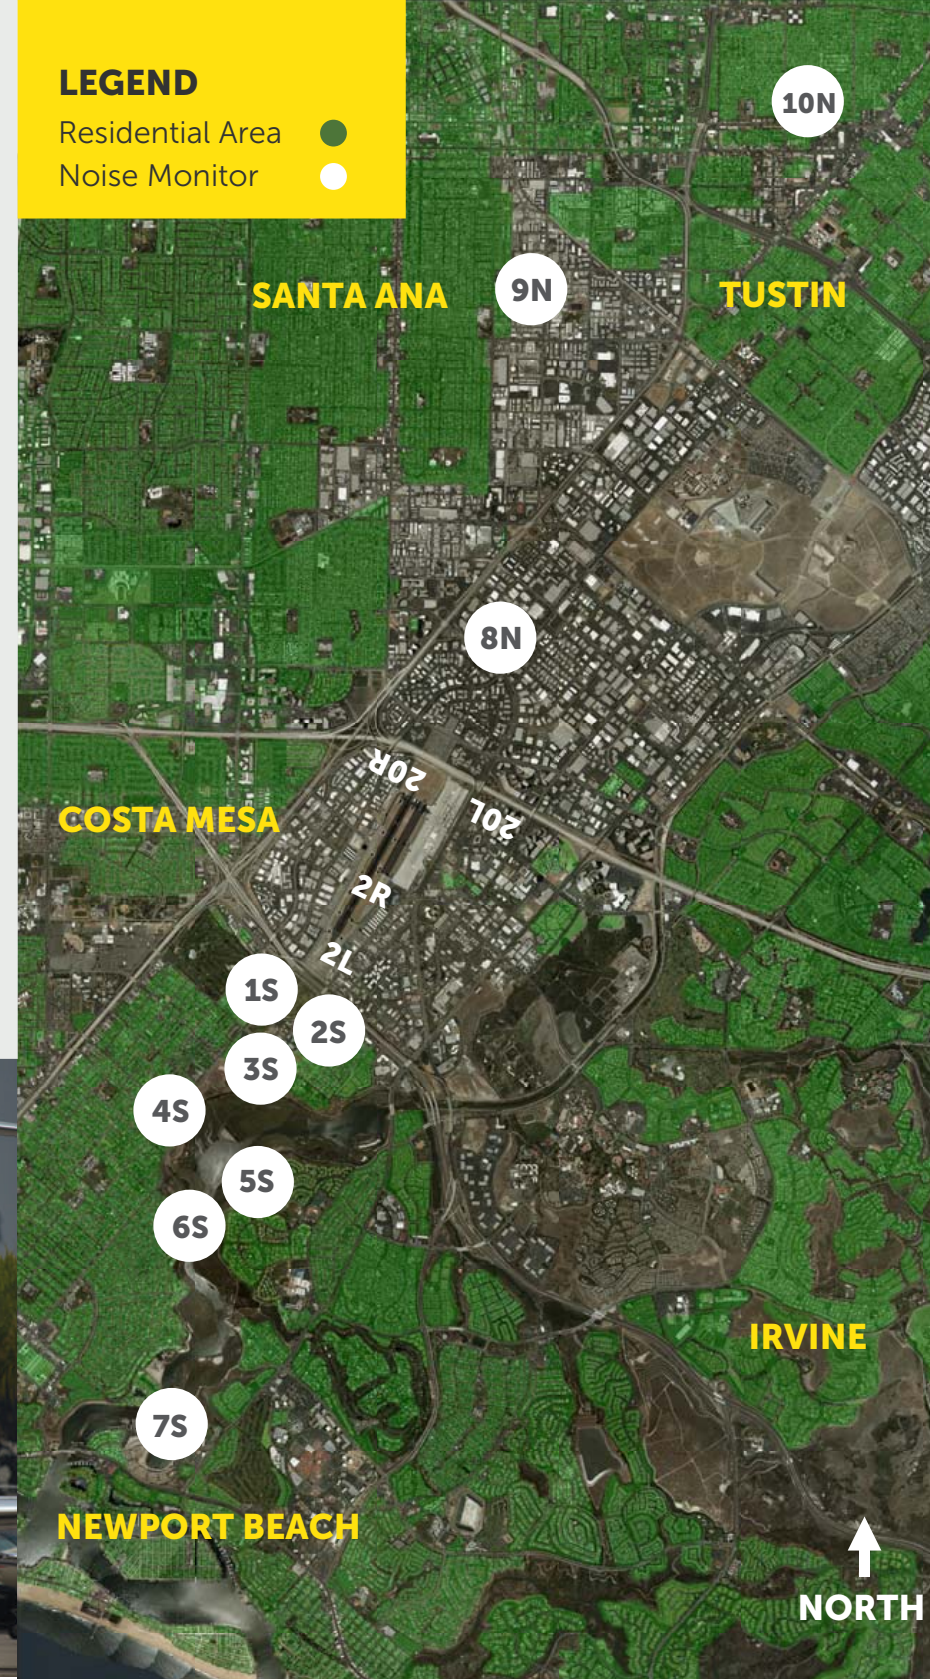 LEGEND
Residential Area
Noise Monitor
10N
SANTA ANA
9N
TUSTIN
8N
20R
20L
COSTA MESA
2R
2L
1S
2S
3S
4S
5S
6S
IRVINE
7S
NEWPORT BEACH
NORTH